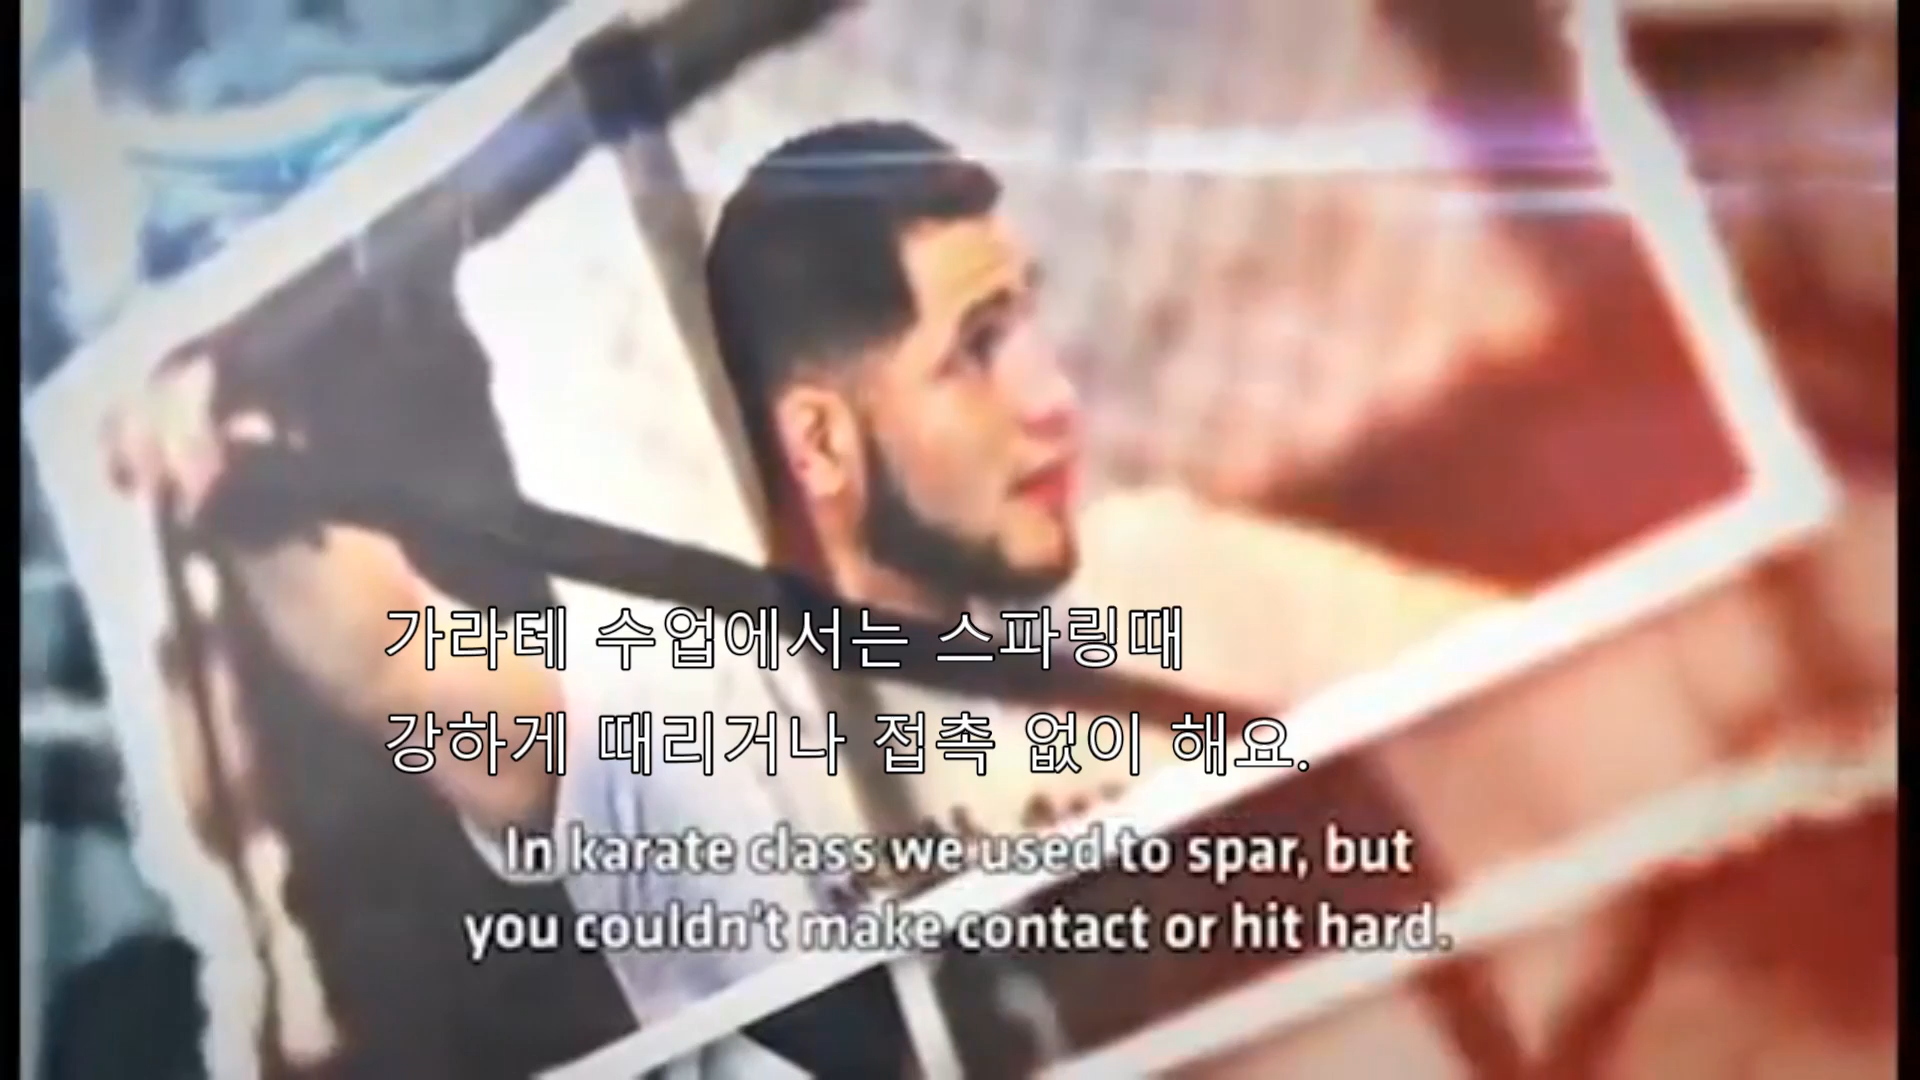 가라테 수업에서는 스파링때
강하게 때리거나 접촉 없이 해요.
In karate class we used to spar, but
you couldn't make contact or hit hard.